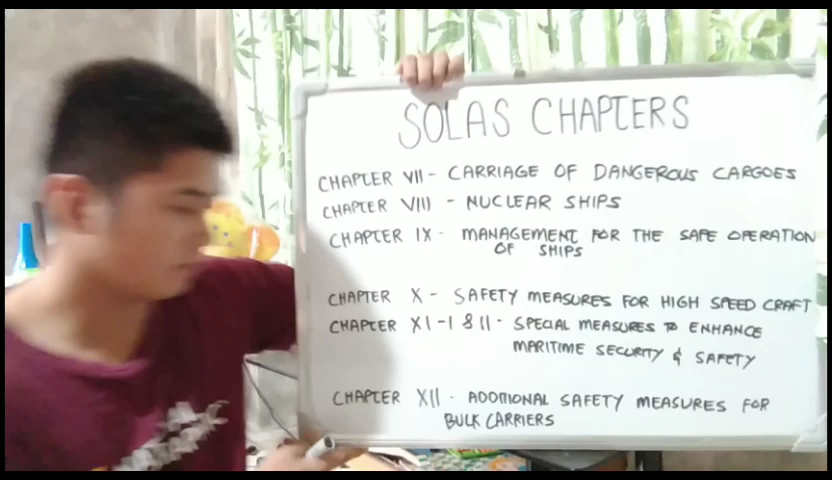 SOLAS CHAPTERS
CHAPTER VII - CARRIAGE OF DANGEROUS CARGOES
CHAPTER VIII - NUCLEAR SHIPS
CHAPTER IX - MANAGEMENT FOR THE SAFE OPERATION
OF SHIPS
CHAPTER X - SAFETY MEASURES FOR HIGH SPEED CRAFT
CHAPTER XI-I & II - SPECIAL MEASURES TO ENHANCE
MARITIME SECURITY & SAFETY
CHAPTER XII - ADDITIONAL SAFETY MEASURES FOR
BULK CARRIERS